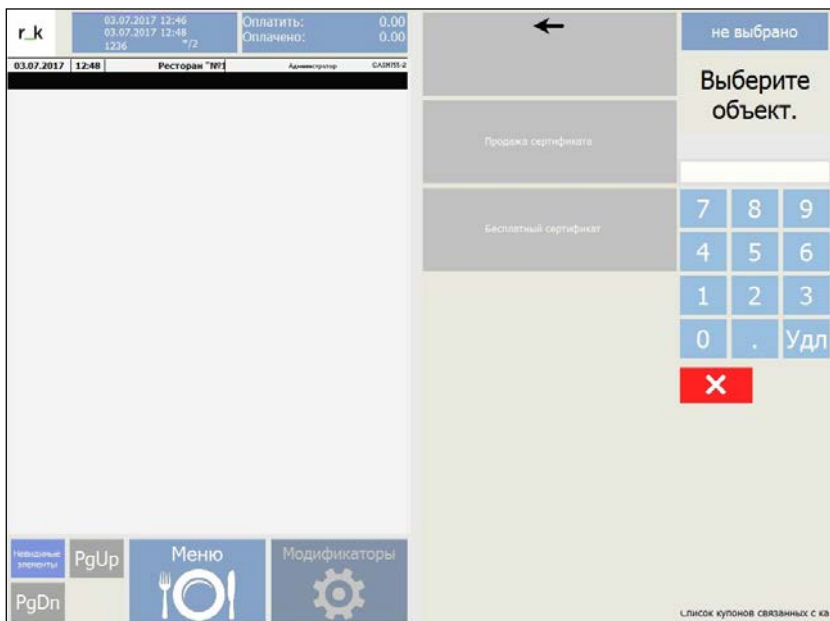 r_k
03.07.2017 12:46
03.07.2017 12:48
1236 */2
Оплатить: 0.00
Оплачено: 0.00
03.07.2017 12:48 Ресторан "№1 Администратор CASH755-2
Невидимые
элементы
PgUp
PgDn
Меню
Модификаторы
Продажа сертификата
Бесплатный сертификат
не выбрано
Выберите
объект.
7 8 9
4 5 6
1 2 3
0 . Удл
Список купонов связанных с ка